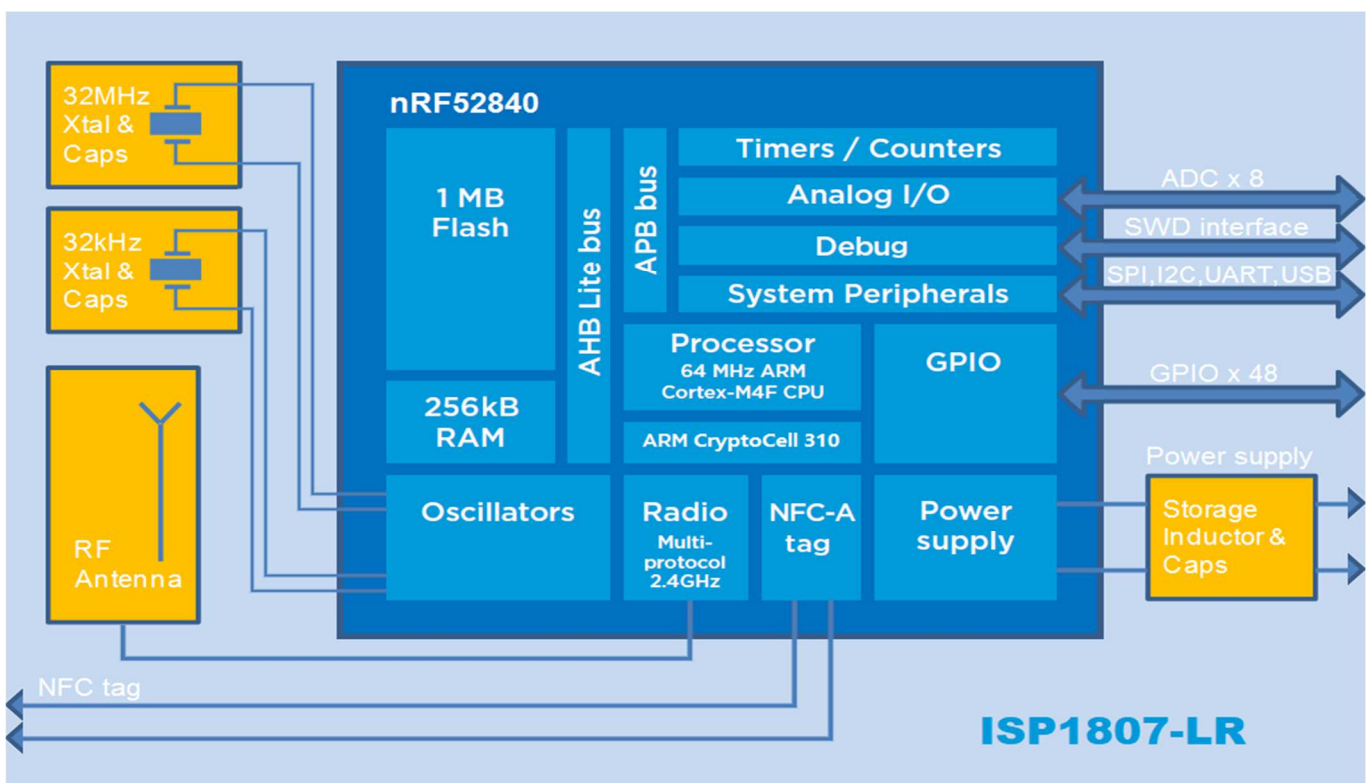 32MHz
Xtal &
Caps
32kHz
Xtal &
Caps
RF
Antenna
NFC tag
nRF52840
1 MB
Flash
256kB
RAM
AHB Lite bus
APB bus
Timers / Counters
Analog I/O
Debug
System Peripherals
Processor
64 MHz ARM
Cortex-M4F CPU
ARM CryptoCell 310
GPIO
Oscillators
Radio
Multi-
protocol
2.4GHz
NFC-A
tag
Power
supply
ADC x 8
SWD interface
SPI,I2C,UART,USB
GPIO x 48
Power supply
Storage
Inductor &
Caps
ISP1807-LR